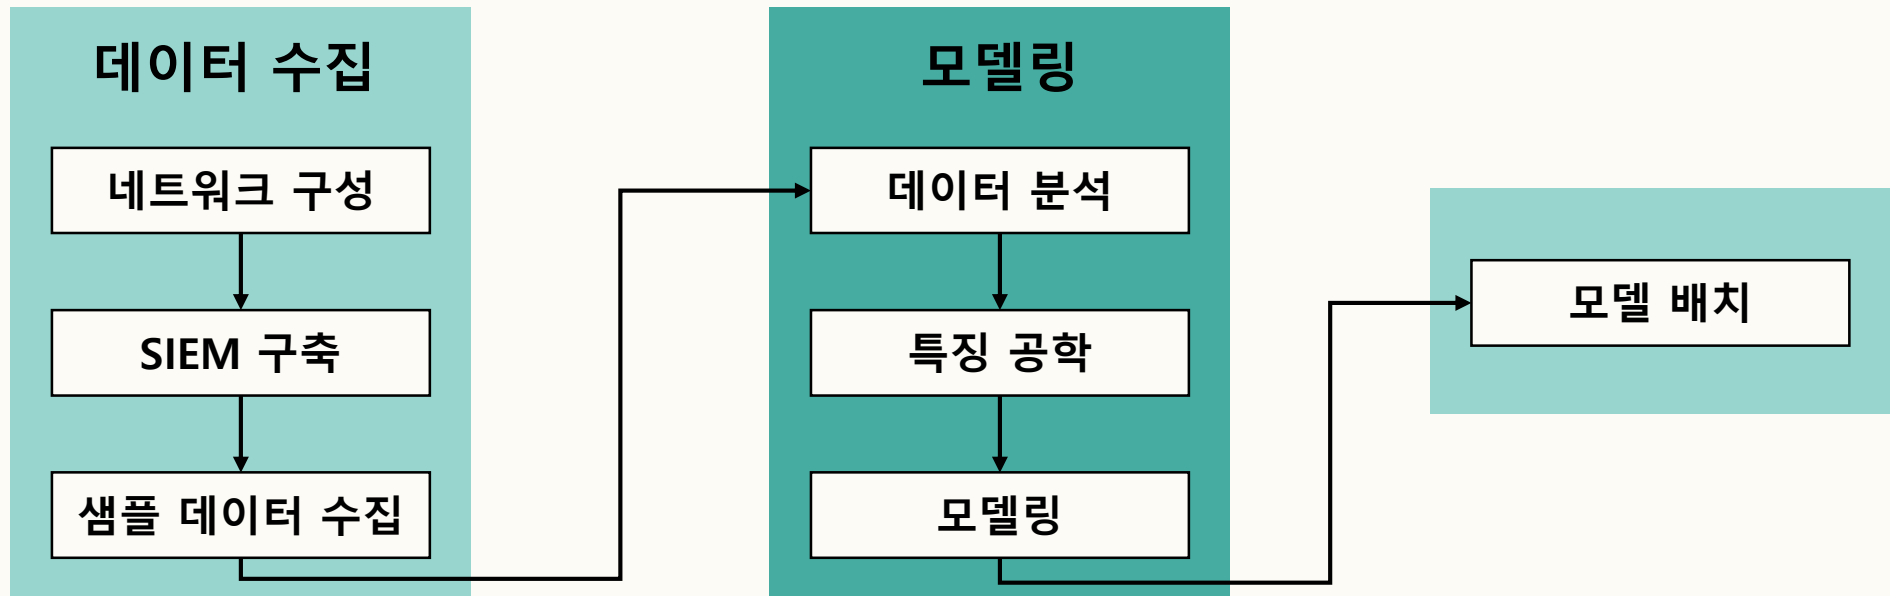 데이터 수집
네트워크 구성
SIEM 구축
샘플 데이터 수집
모델링
데이터 분석
특징 공학
모델링
모델 배치